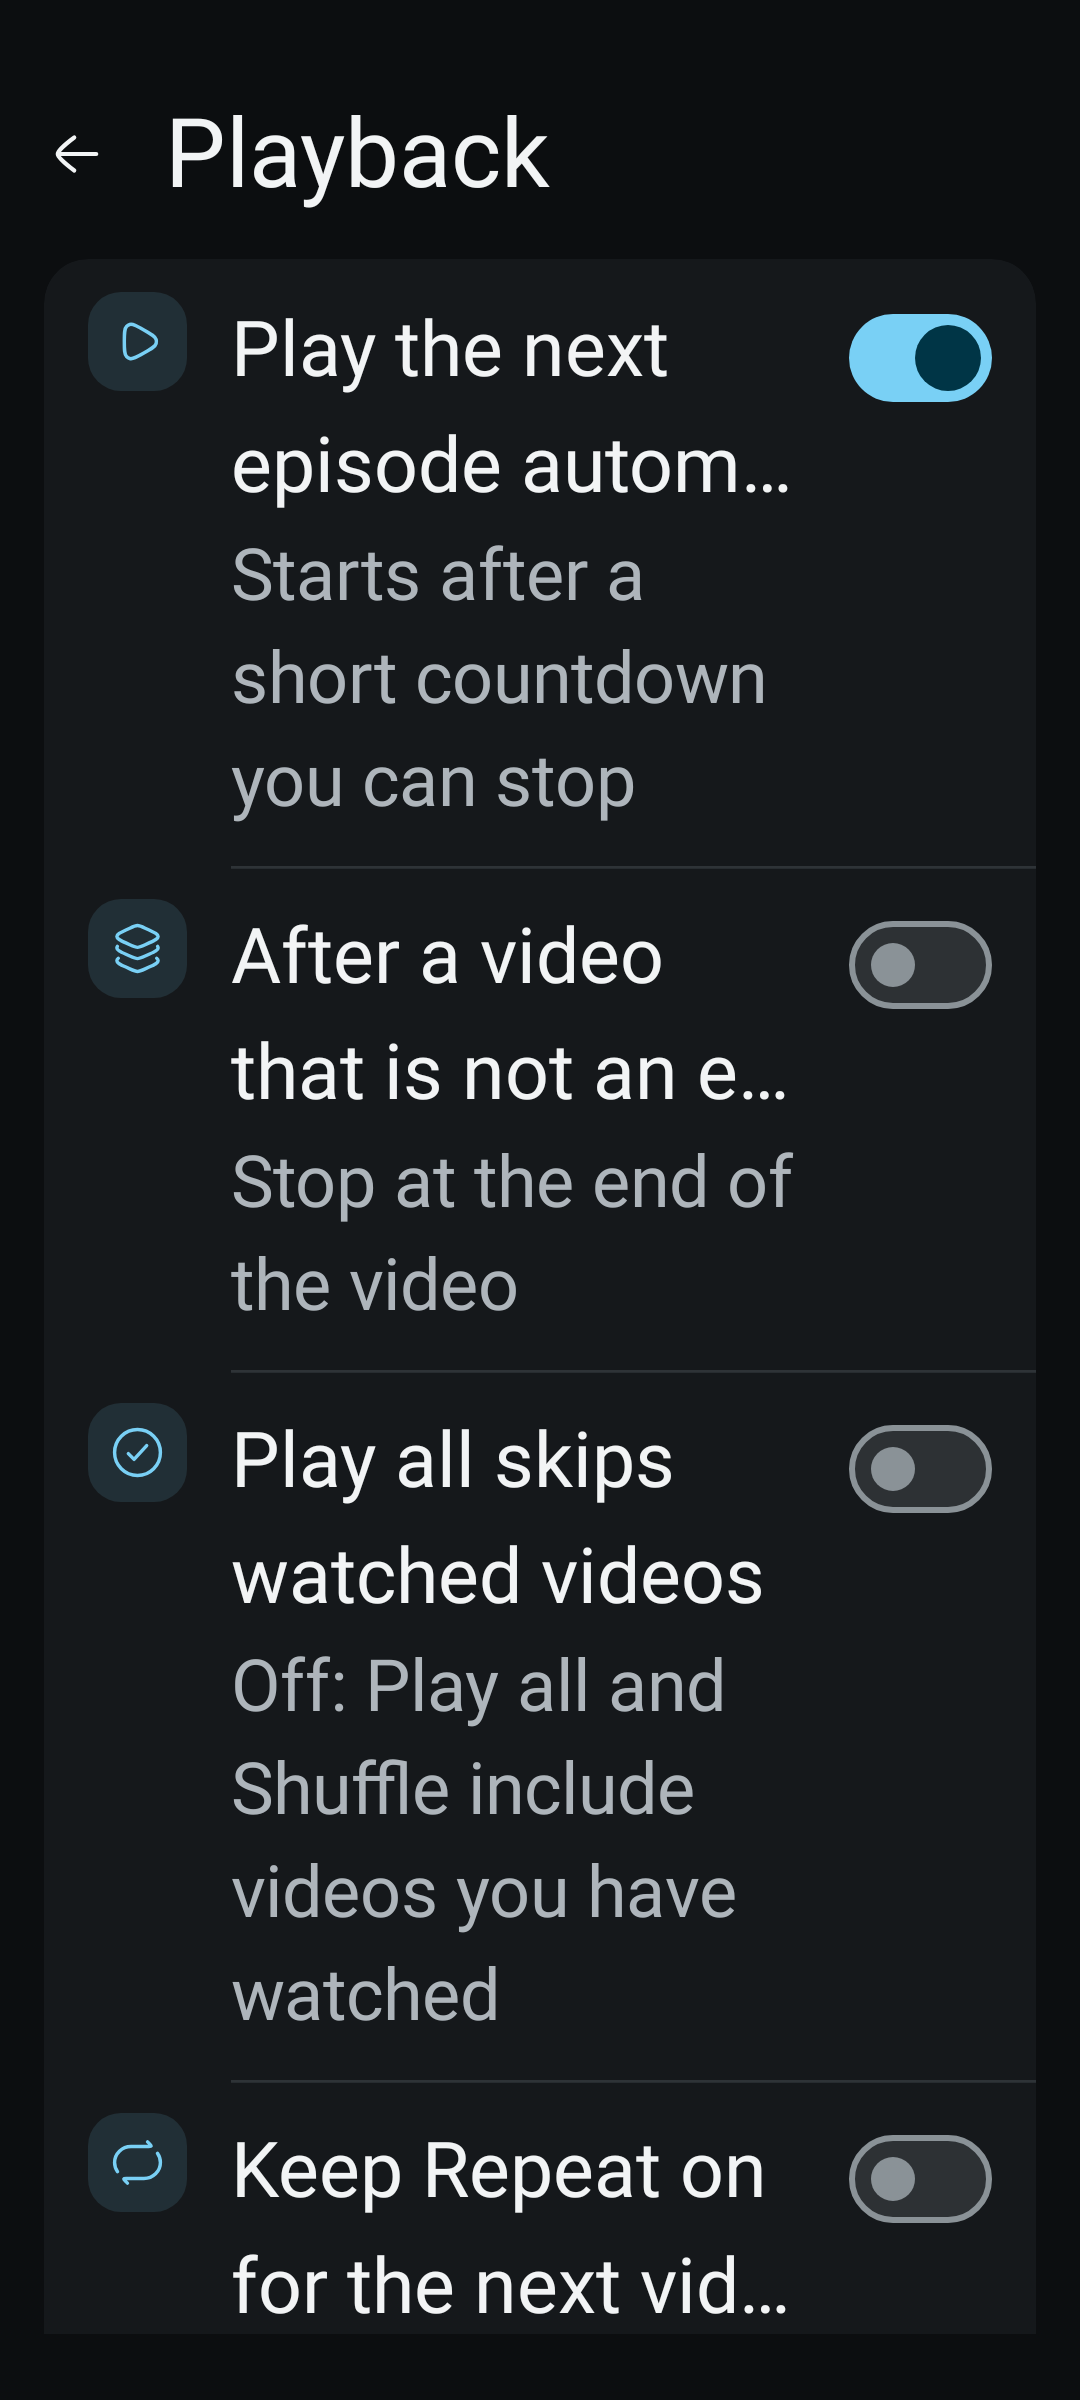 Playback
Play the next
episode autom…
Starts after a
short countdown
you can stop
After a video
that is not an e…
Stop at the end of
the video
Play all skips
watched videos
Off: Play all and
Shuffle include
videos you have
watched
Keep Repeat on
for the next vid…